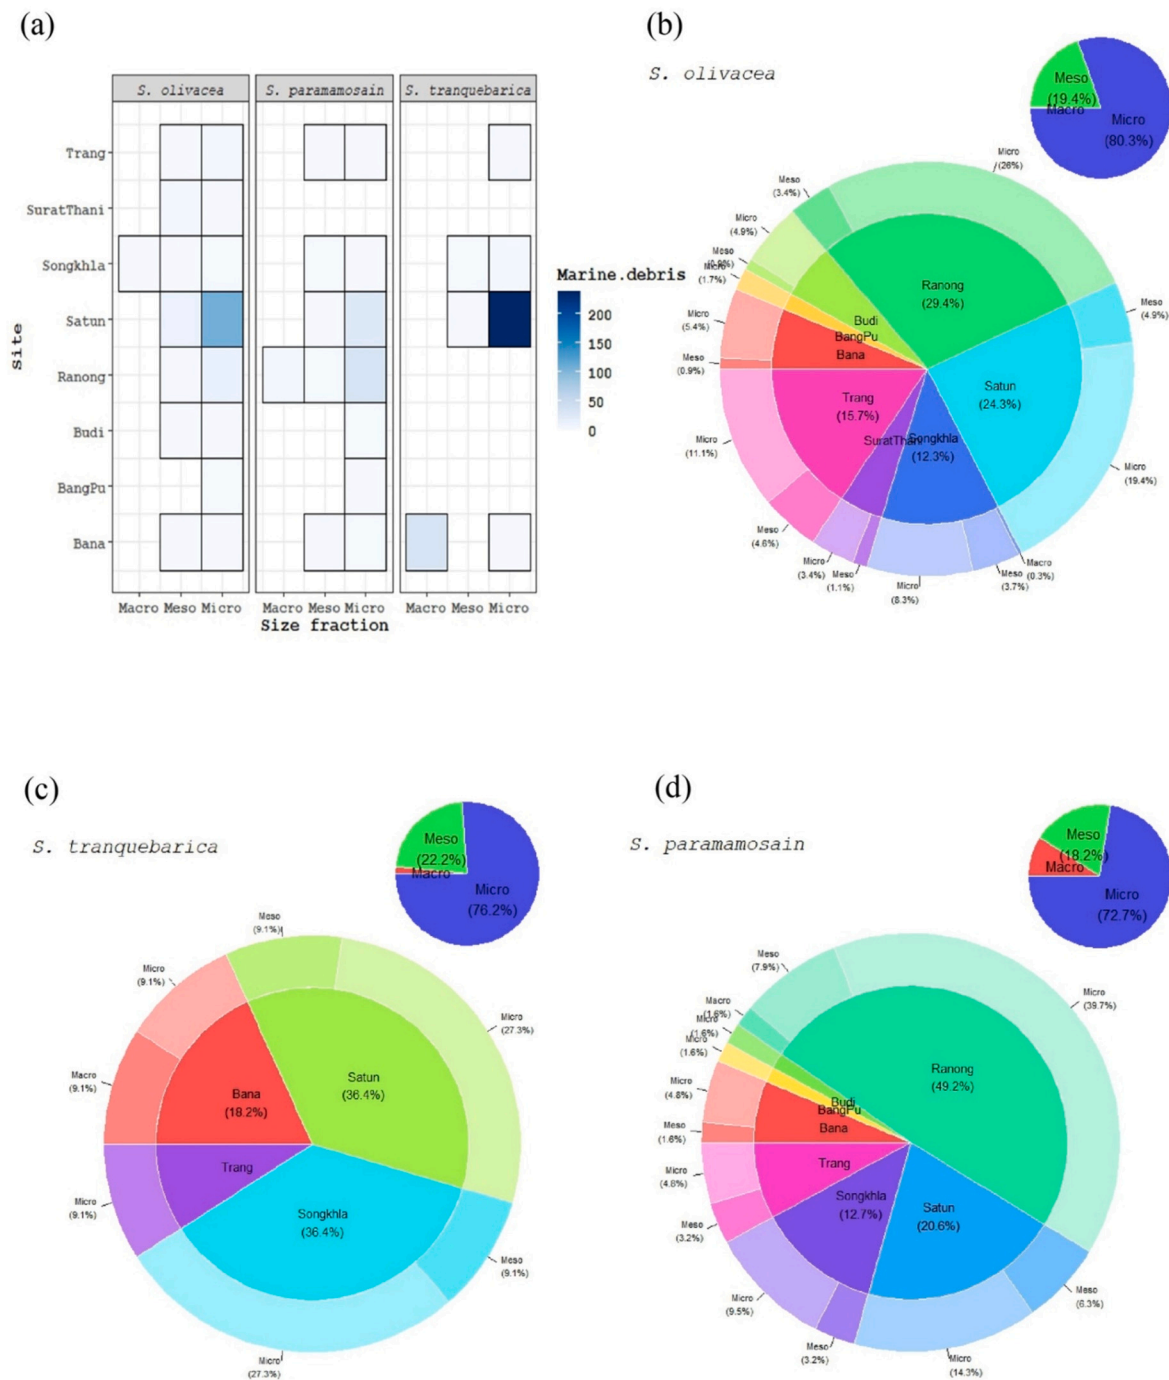 (a)
S. olivacea S. paramamosain S. tranquebarica
Trang
SuratThani
Songkhla
Satun
Ranong
Budi
BangPu
Bana
Site
Macro Meso Micro Macro Meso Micro Macro Meso Micro
Size fraction
Marine.debris
200
150
100
50
0
(b)
S. olivacea
Meso
(19.4%)
Macro
Micro
(80.3%)
Micro
(26%)
Meso
(3.4%)
Micro
(4.9%)
Meso
(0.9%)
Micro
(1.7%)
Micro
(5.4%)
Meso
(0.9%)
Micro
(11.1%)
Meso
(4.6%)
Micro
(3.4%)
Meso
(1.1%)
Micro
(8.3%)
Meso
(3.7%)
Macro
(0.3%)
Micro
(19.4%)
Meso
(4.9%)
Ranong
(29.4%)
Budi
BangPu
Bana
Trang
(15.7%)
SuratThani
Songkhla
(12.3%)
Satun
(24.3%)
(c)
S. tranquebarica
Meso
(22.2%)
Macro
Micro
(76.2%)
Meso
(9.1%)
Micro
(9.1%)
Macro
(9.1%)
Micro
(9.1%)
Micro
(27.3%)
Meso
(9.1%)
Micro
(27.3%)
Satun
(36.4%)
Bana
(18.2%)
Trang
Songkhla
(36.4%)
(d)
S. paramamosain
Meso
(18.2%)
Macro
Micro
(72.7%)
Micro
(39.7%)
Meso
(7.9%)
Macro
(1.6%)
Micro
(1.6%)
Micro
(1.6%)
Micro
(4.8%)
Meso
(1.6%)
Micro
(4.8%)
Meso
(3.2%)
Micro
(9.5%)
Meso
(3.2%)
Micro
(14.3%)
Meso
(6.3%)
Ranong
(49.2%)
Budi
BangPu
Bana
Trang
Songkhla
(12.7%)
Satun
(20.6%)